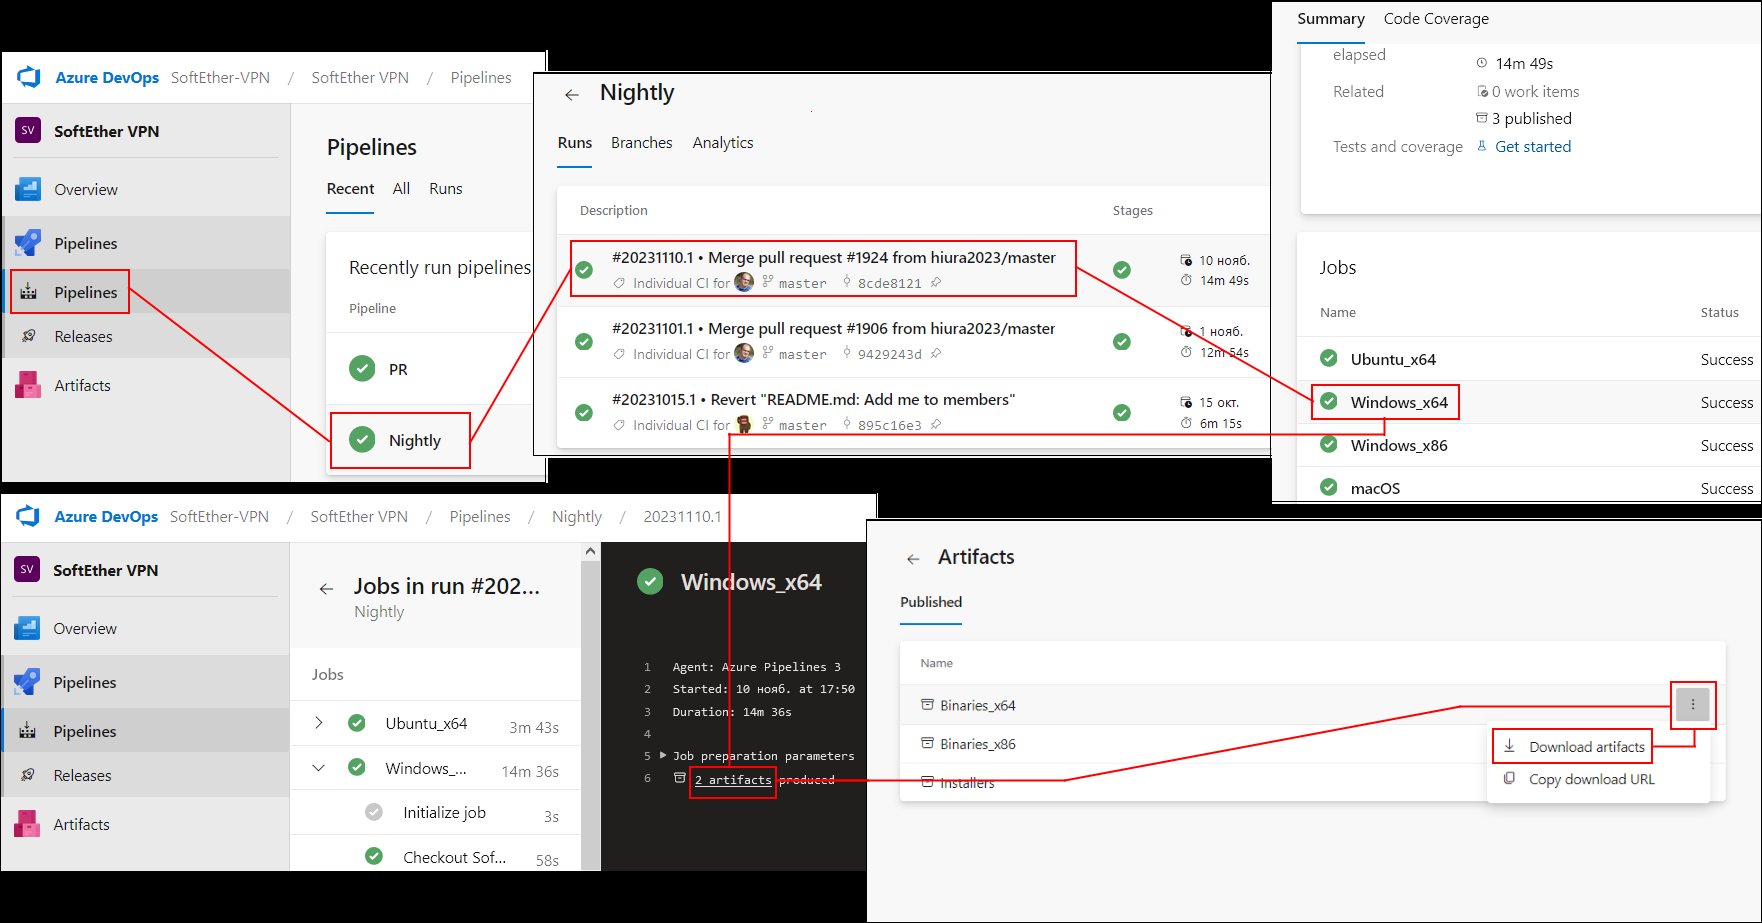 Azure DevOps SoftEther-VPN / SoftEther VPN / Pipelines
SV SoftEther VPN
Overview
Pipelines
Pipelines
Releases
Artifacts
Pipelines
Recent All Runs
Recently run pipelines
Pipeline
PR
Nightly
Nightly
Runs Branches Analytics
Description Stages
#20231110.1 • Merge pull request #1924 from hiura2023/master
Individual CI for master 8cde8121
10 нояб.
14m 49s
#20231101.1 • Merge pull request #1906 from hiura2023/master
Individual CI for master 9429243d
1 нояб.
12m 54s
#20231015.1 • Revert "README.md: Add me to members"
Individual CI for master 895c16e3
15 окт.
6m 15s
Summary Code Coverage
elapsed
14m 49s
Related 0 work items
3 published
Tests and coverage Get started
Jobs
Name Status
Ubuntu_x64 Success
Windows_x64 Success
Windows_x86 Success
macOS Success
Azure DevOps SoftEther-VPN / SoftEther VPN / Pipelines / Nightly / 20231110.1
SV SoftEther VPN
Overview
Pipelines
Pipelines
Releases
Artifacts
Jobs in run #202...
Nightly
Jobs
Ubuntu_x64 3m 43s
Windows_... 14m 36s
Initialize job 3s
Checkout Sof... 58s
Windows_x64
1 Agent: Azure Pipelines 3
2 Started: 10 нояб. at 17:50
3 Duration: 14m 36s
4
5 Job preparation parameters
6 2 artifacts produced
Artifacts
Published
Name
Binaries_x64
Binaries_x86
Installers
Download artifacts
Copy download URL